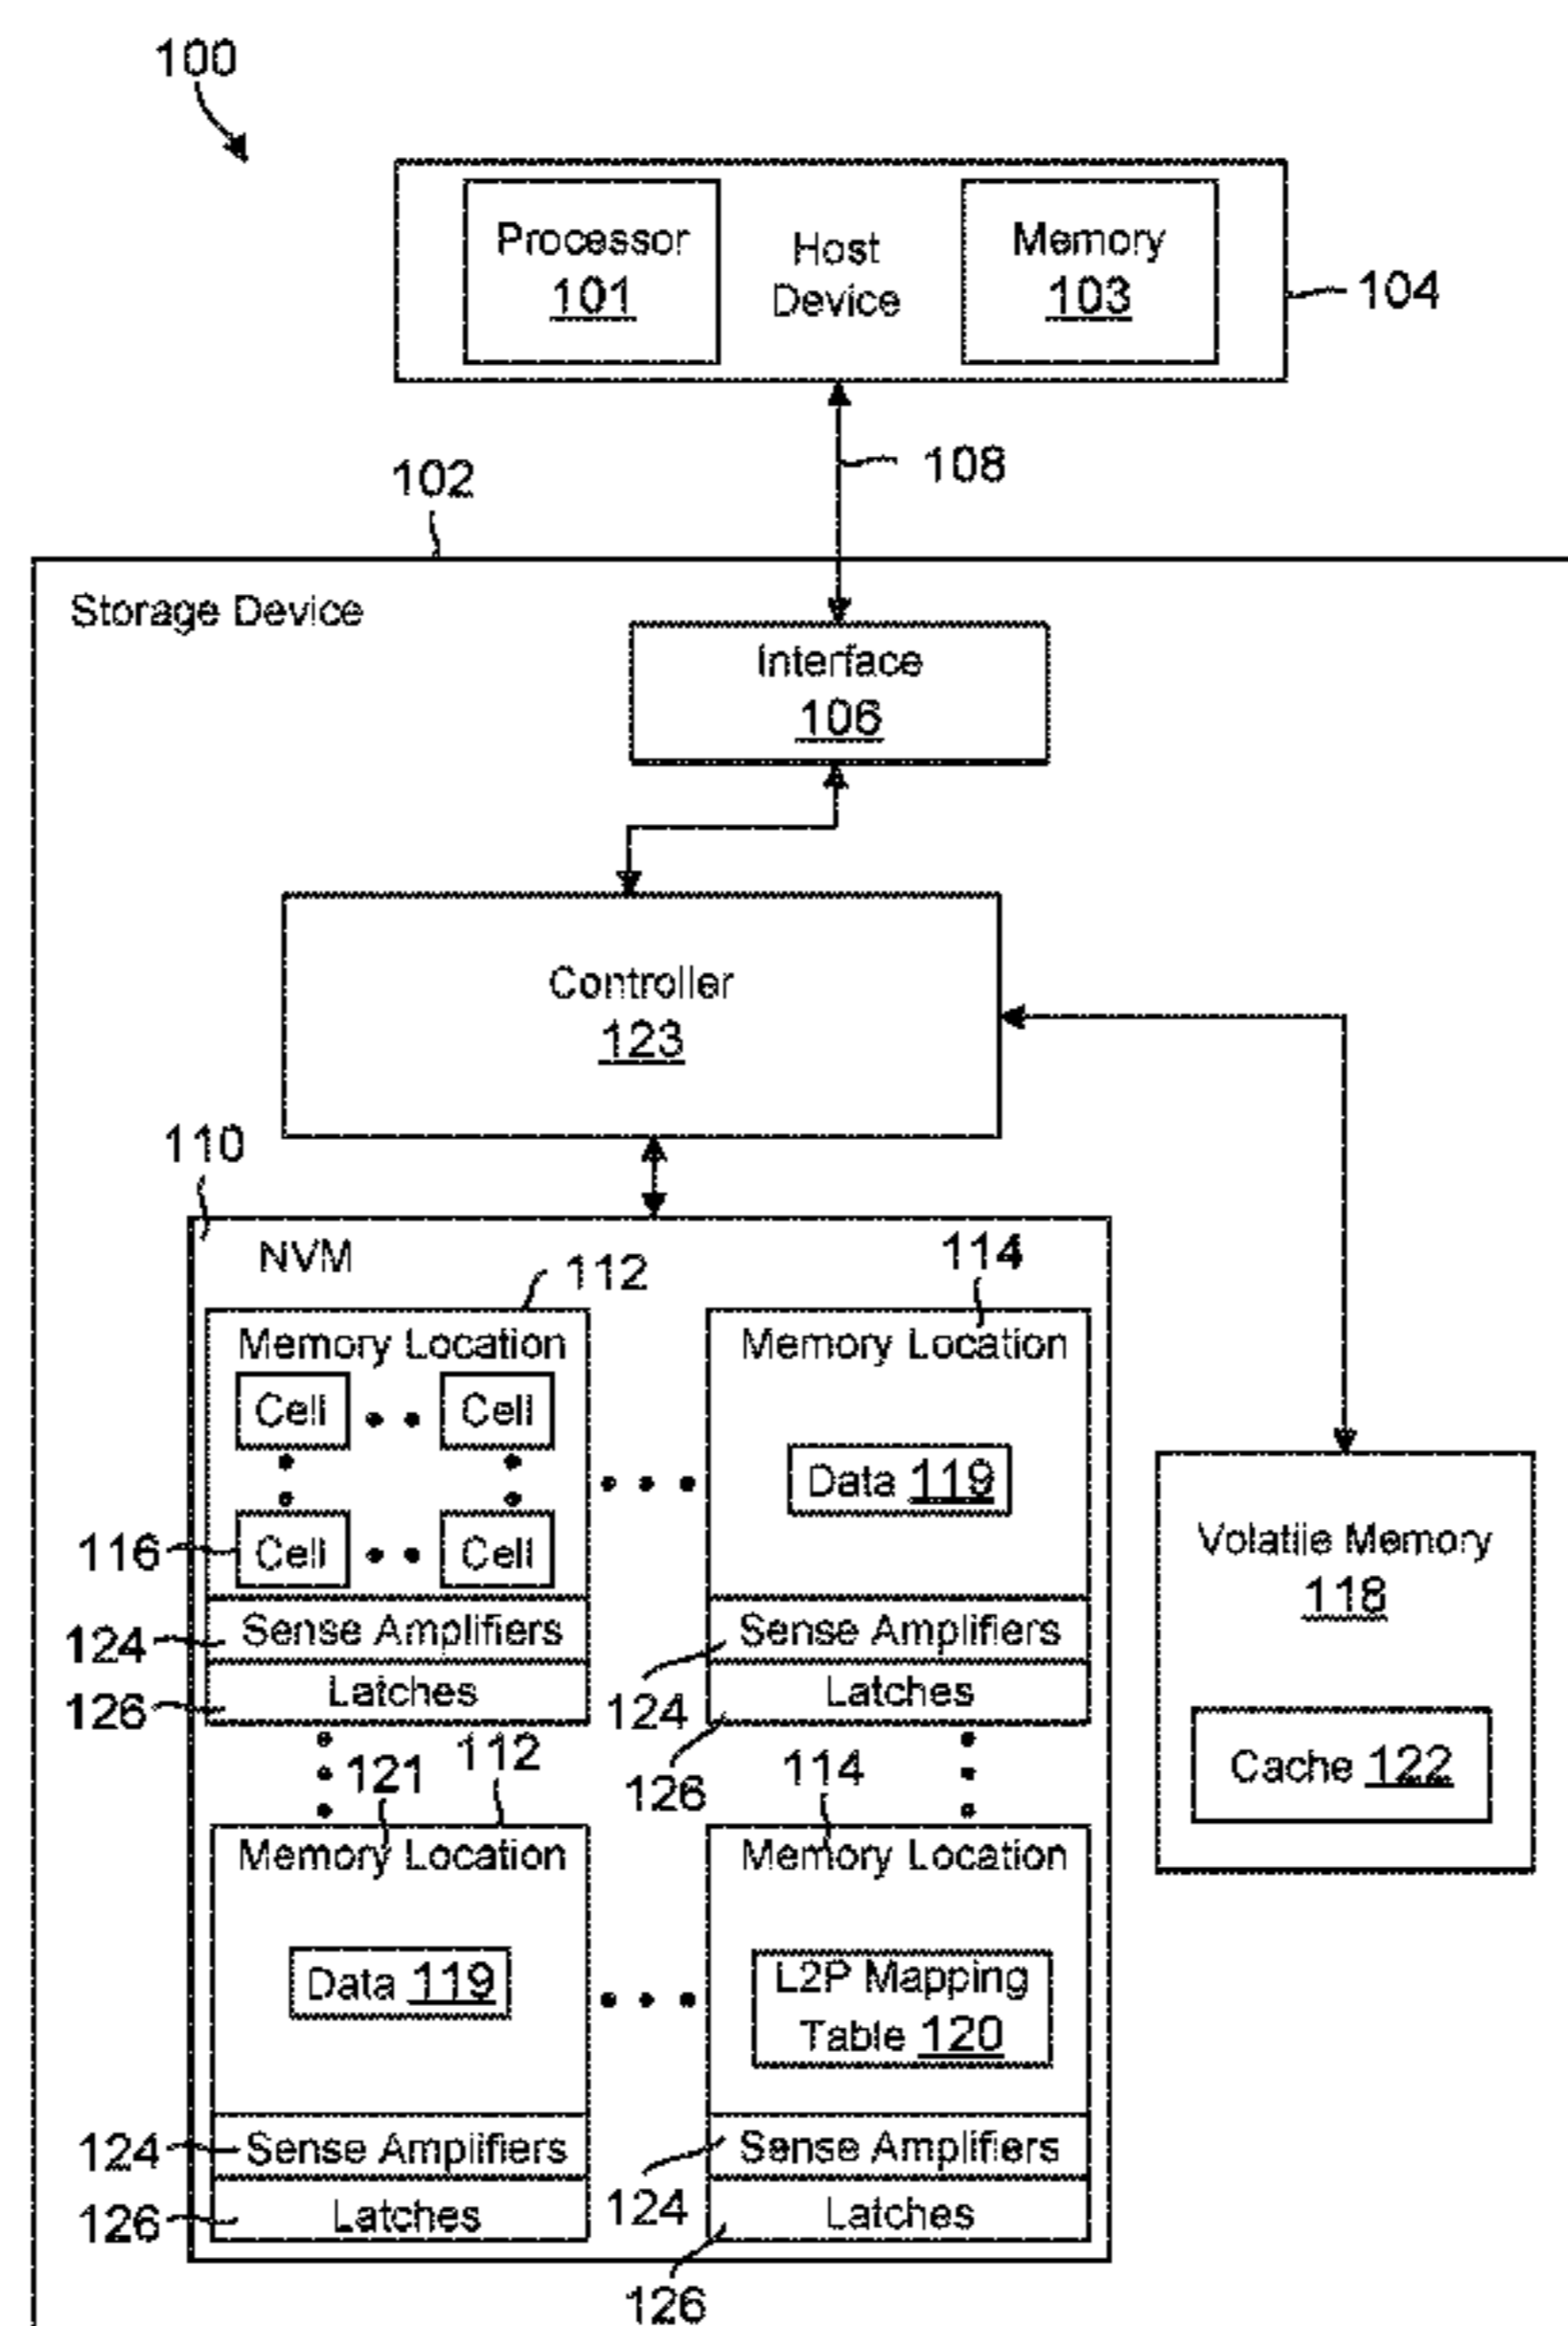 100
Processor
101
Host
Device
Memory
103
104
108
102
Storage Device
Interface
106
Controller
123
110
NVM
112
114
Memory Location
Memory Location
Cell
Cell
Data 119
116
Cell
Cell
Volatile Memory
118
124
Sense Amplifiers
Sense Amplifiers
126
Latches
124
Latches
121
112
126
114
Cache 122
Memory Location
Memory Location
Data 119
L2P Mapping
Table 120
124
Sense Amplifiers
Sense Amplifiers
126
Latches
124
Latches
126